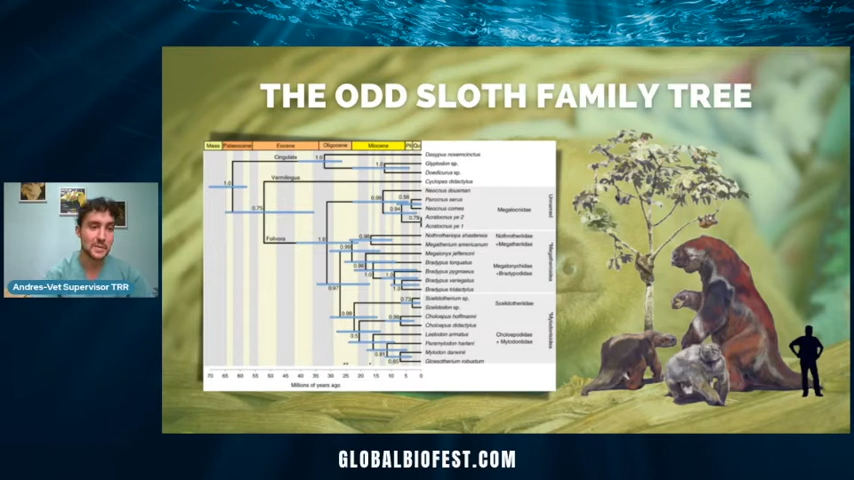 THE ODD SLOTH FAMILY TREE
Paleocene
Eocene
Oligocene
Miocene
Cingulata
Vermilingua
Folivora
Dasypus novemcinctus
Glyptodon sp.
Doedicurus sp.
Cyclopes didactylus
Neocnus dousman
Parocnus serus
Neocnus comes
Acratocnus ye 2
Acratocnus ye 1
Megalocnidae
Nothrotheriops shastensis
Megatherium americanum
Nothrotheriidae
+Megatheriidae
Megalonyx jeffersoni
Bradypus torquatus
Bradypus pygmaeus
Bradypus variegatus
Bradypus tridactylus
Megalonychidae
+Bradypodidae
Scelidotherium sp.
Scelidodon sp.
Scelidotheriidae
Choloepus hoffmanni
Choloepus didactylus
Lestodon armatus
Paramylodon harlani
Mylodon darwinii
Glossotherium robustum
Choloepodidae
+ Mylodontidae
70 65 60 55 50 45 40 35 30 25 20 15 10 5 0
Millions of years ago
Andres-Vet Supervisor TRR
GLOBALBIOFEST.COM